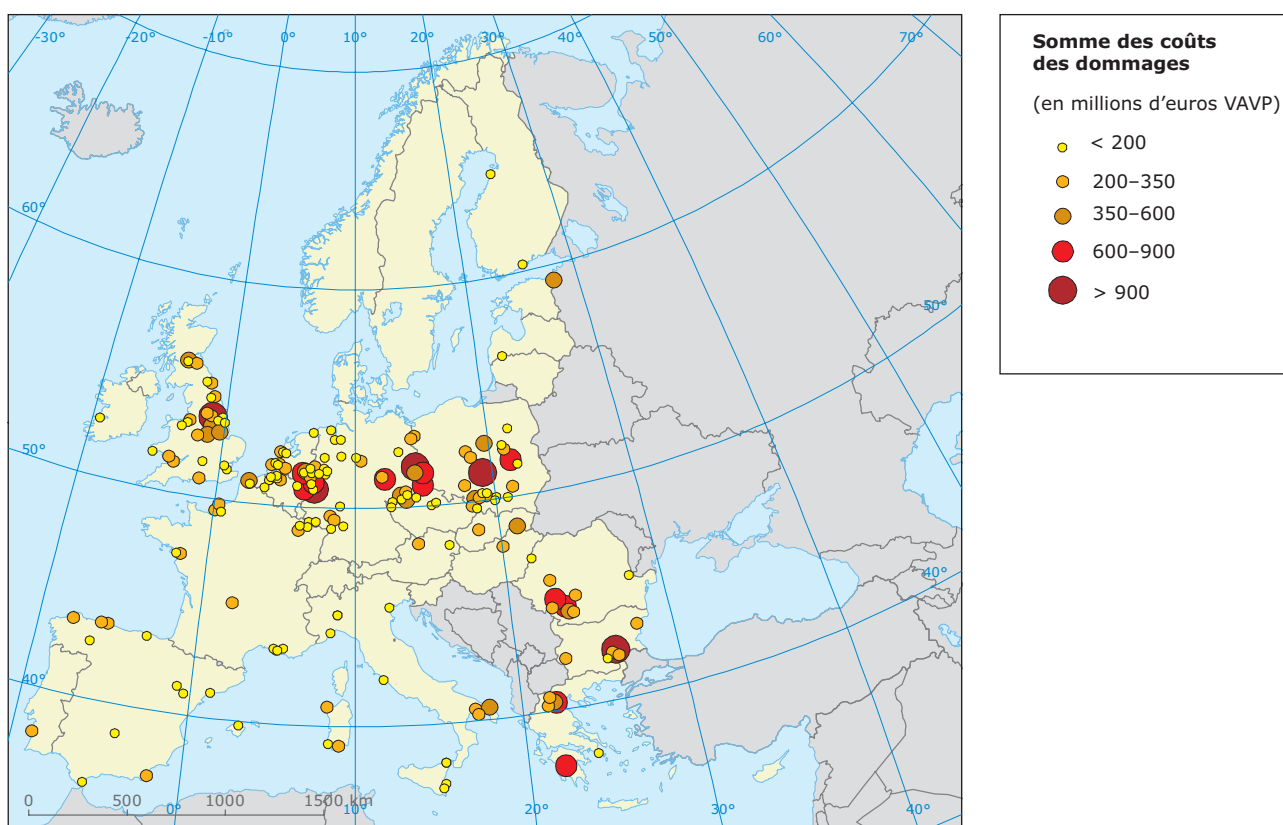 -30° -20° -10° 0° 10° 20° 30° 40° 50° 60° 70°
60°
50°
50°
40°
40°
0 500 1000 1500 km
0° 10° 20° 30° 40°
Somme des coûts
des dommages
(en millions d'euros VAVP)
< 200
200–350
350–600
600–900
> 900